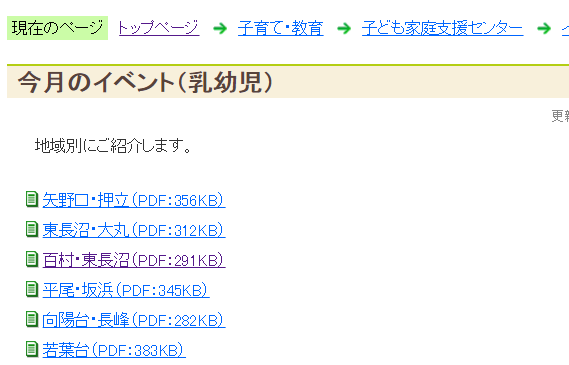 現在のページ トップページ 子育て・教育 子ども家庭支援センター
今月のイベント（乳幼児）
更新
地域別にご紹介します。
矢野口・押立（PDF：356KB）
東長沼・大丸（PDF：312KB）
百村・東長沼（PDF：291KB）
平尾・坂浜（PDF：345KB）
向陽台・長峰（PDF：282KB）
若葉台（PDF：383KB）